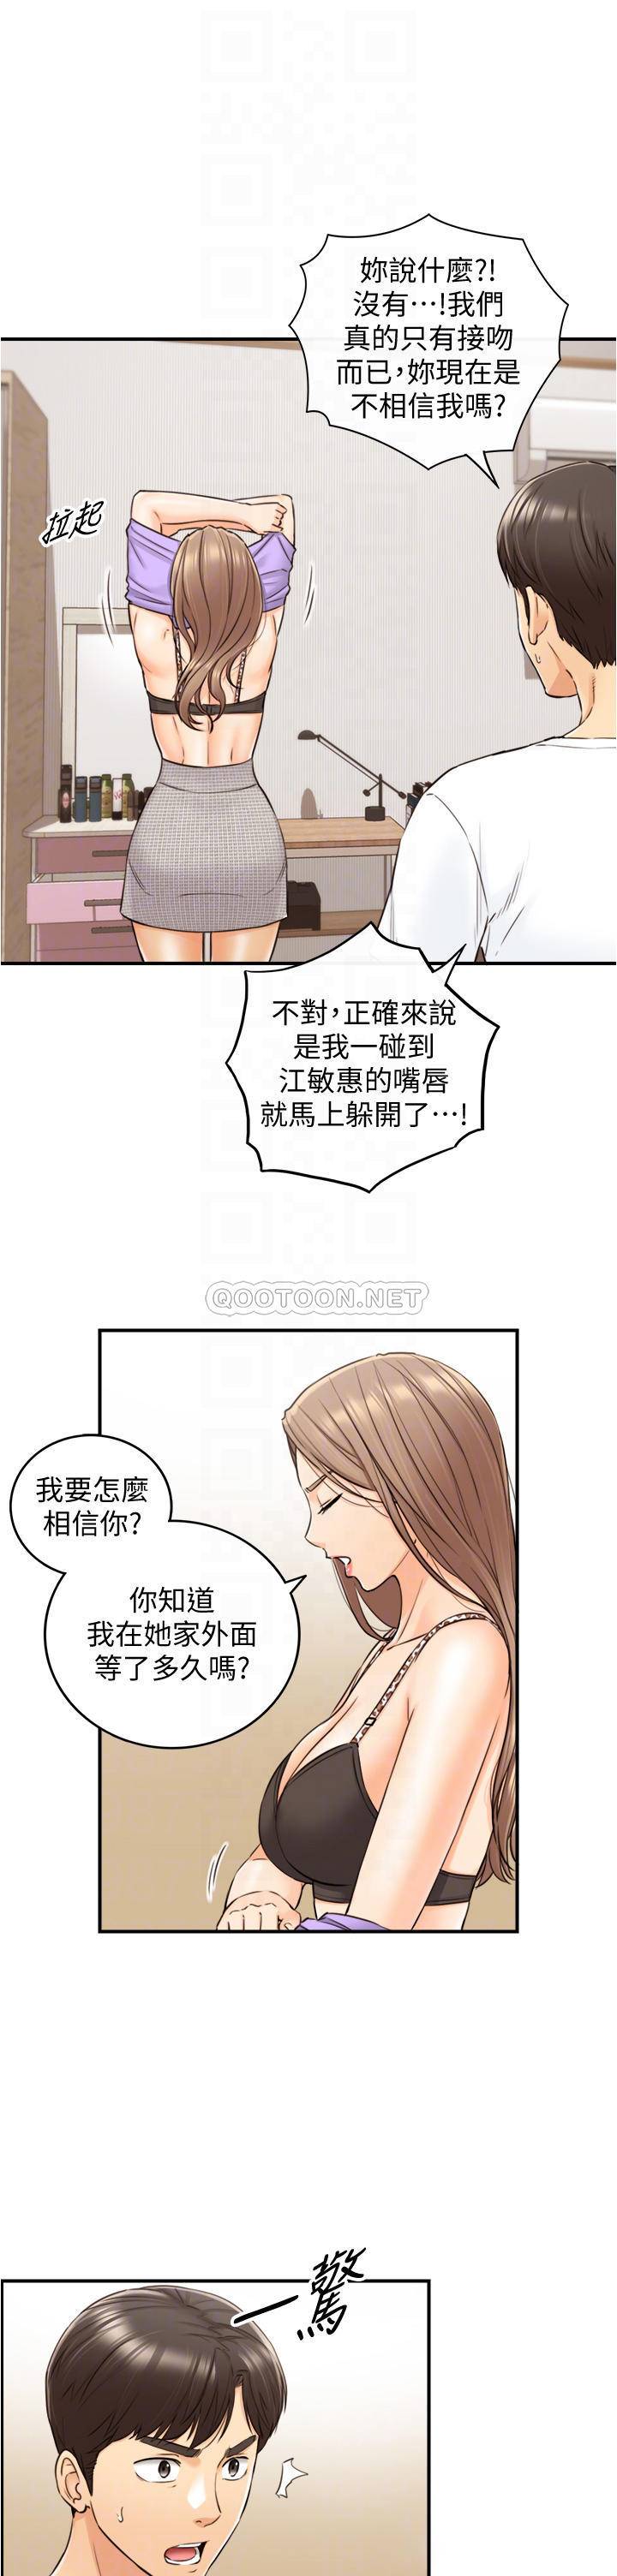 妳說什麼?!
沒有⋯!我們
真的只有接吻
而已,妳現在是
不相信我嗎?
拉起
不對,正確來說
是我一碰到
江敏惠的嘴唇
就馬上躲開了⋯!
QOOTOON.NET
我要怎麼
相信你?
你知道
我在她家外面
等了多久嗎?
一驚